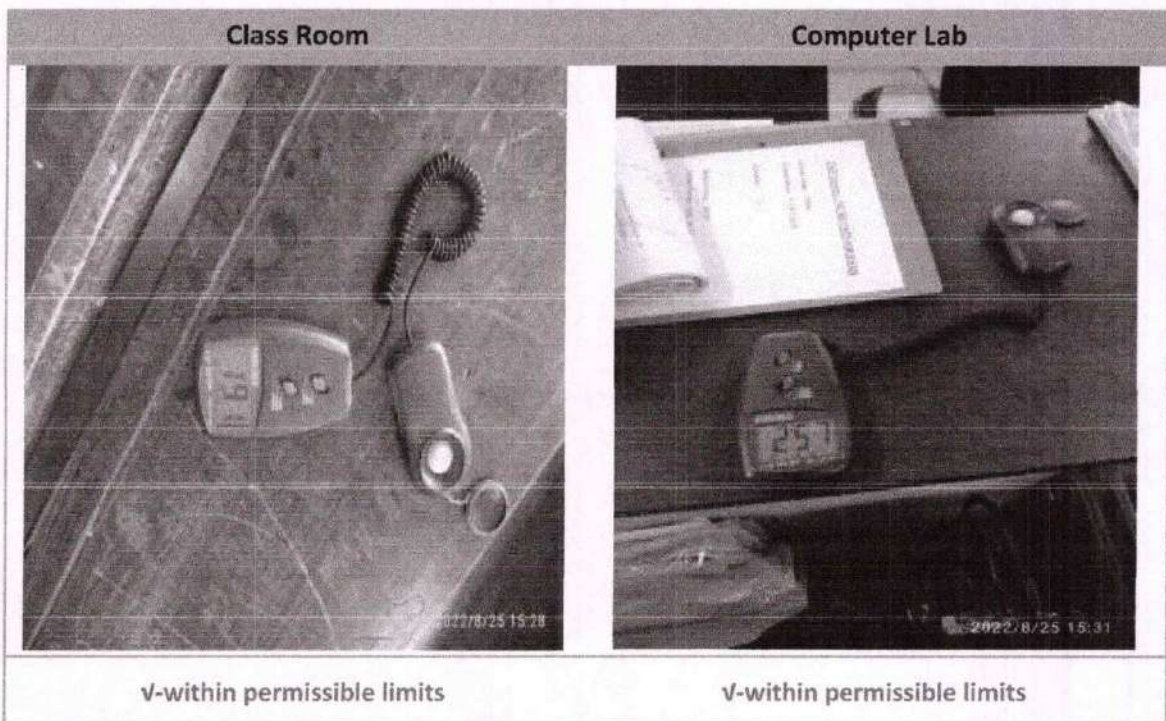 Class Room
Computer Lab
257
2022/8/25 15:28
2022/8/25 15:31
√-within permissible limits
√-within permissible limits